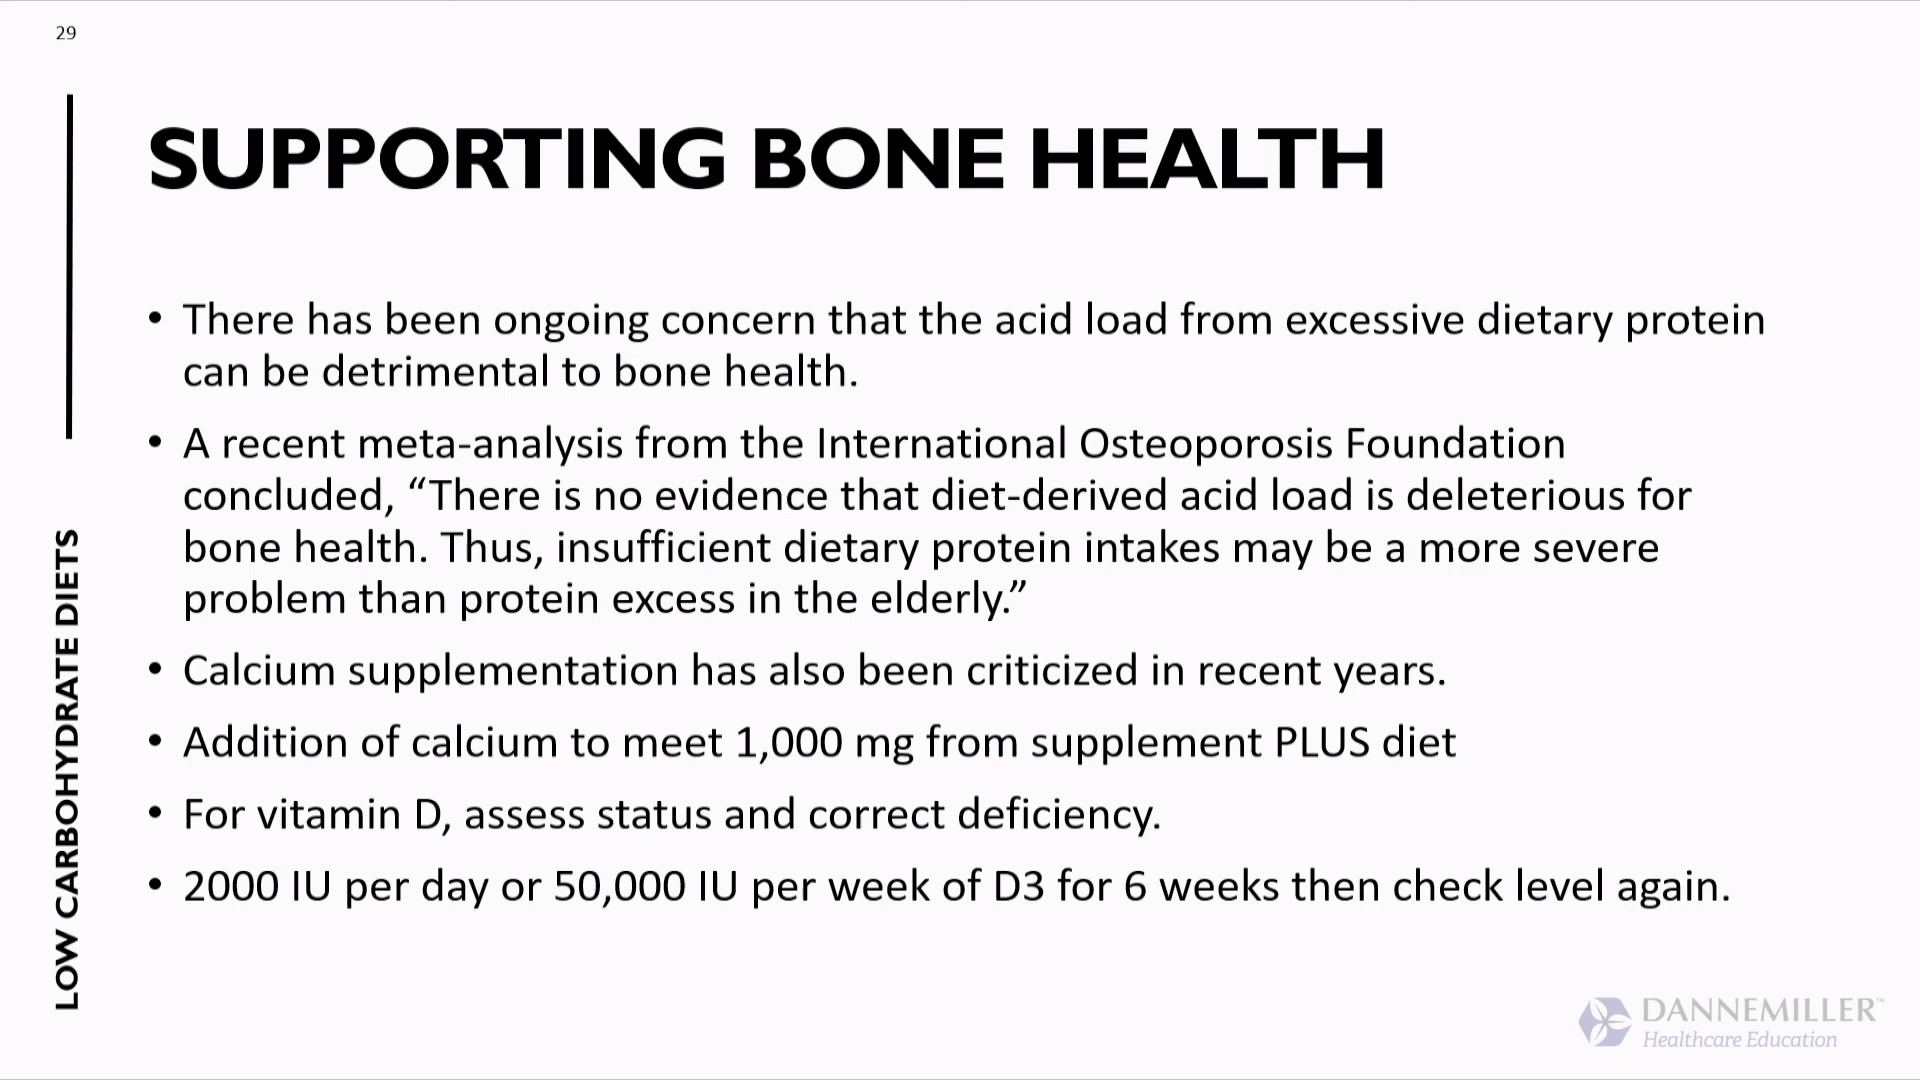 29
SUPPORTING BONE HEALTH
• There has been ongoing concern that the acid load from excessive dietary protein
can be detrimental to bone health.
• A recent meta-analysis from the International Osteoporosis Foundation
concluded, “There is no evidence that diet-derived acid load is deleterious for
bone health. Thus, insufficient dietary protein intakes may be a more severe
problem than protein excess in the elderly.”
• Calcium supplementation has also been criticized in recent years.
• Addition of calcium to meet 1,000 mg from supplement PLUS diet
• For vitamin D, assess status and correct deficiency.
• 2000 IU per day or 50,000 IU per week of D3 for 6 weeks then check level again.
LOW CARBOHYDRATE DIETS
DANNEMILLER™
Healthcare Education